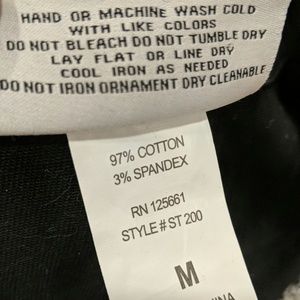 HAND OR MACHINE WASH COLD
WITH LIKE COLORS
DO NOT BLEACH DO NOT TUMBLE DRY
LAY FLAT OR LINE DRY
COOL IRON AS NEEDED
DO NOT IRON ORNAMENT DRY CLEANABLE
97% COTTON
3% SPANDEX
RN 125661
STYLE # ST 200
M